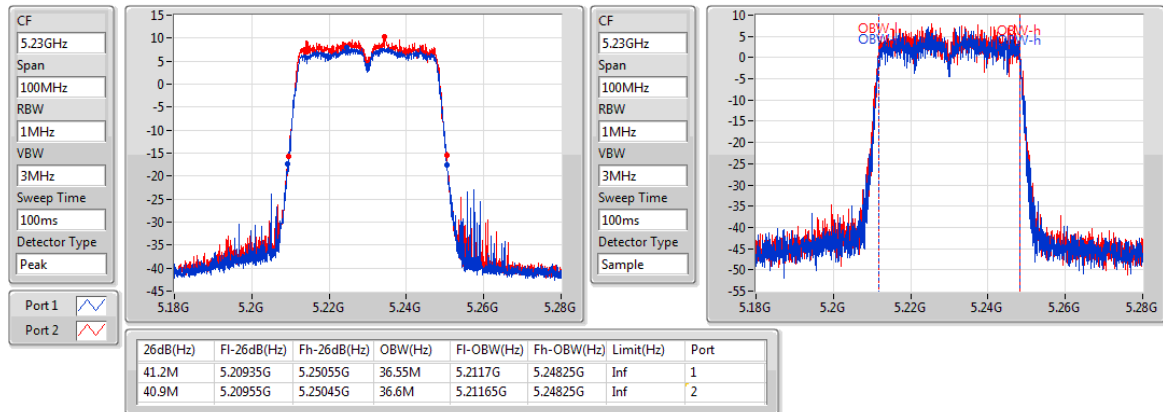 CF
5.23GHz
Span
100MHz
RBW
1MHz
VBW
3MHz
Sweep Time
100ms
Detector Type
Peak
Port 1
Port 2
15
10
5
0
-5
-10
-15
-20
-25
-30
-35
-40
-45
5.18G 5.2G 5.22G 5.24G 5.26G 5.28G
CF
5.23GHz
Span
100MHz
RBW
1MHz
VBW
3MHz
Sweep Time
100ms
Detector Type
Sample
10
5
0
-5
-10
-15
-20
-25
-30
-35
-40
-45
-50
-55
5.18G 5.2G 5.22G 5.24G 5.26G 5.28G
26dB(Hz) Fl-26dB(Hz) Fh-26dB(Hz) OBW(Hz) Fl-OBW(Hz) Fh-OBW(Hz) Limit(Hz) Port
41.2M 5.20935G 5.25055G 36.55M 5.2117G 5.24825G Inf 1
40.9M 5.20955G 5.25045G 36.6M 5.21165G 5.24825G Inf 2